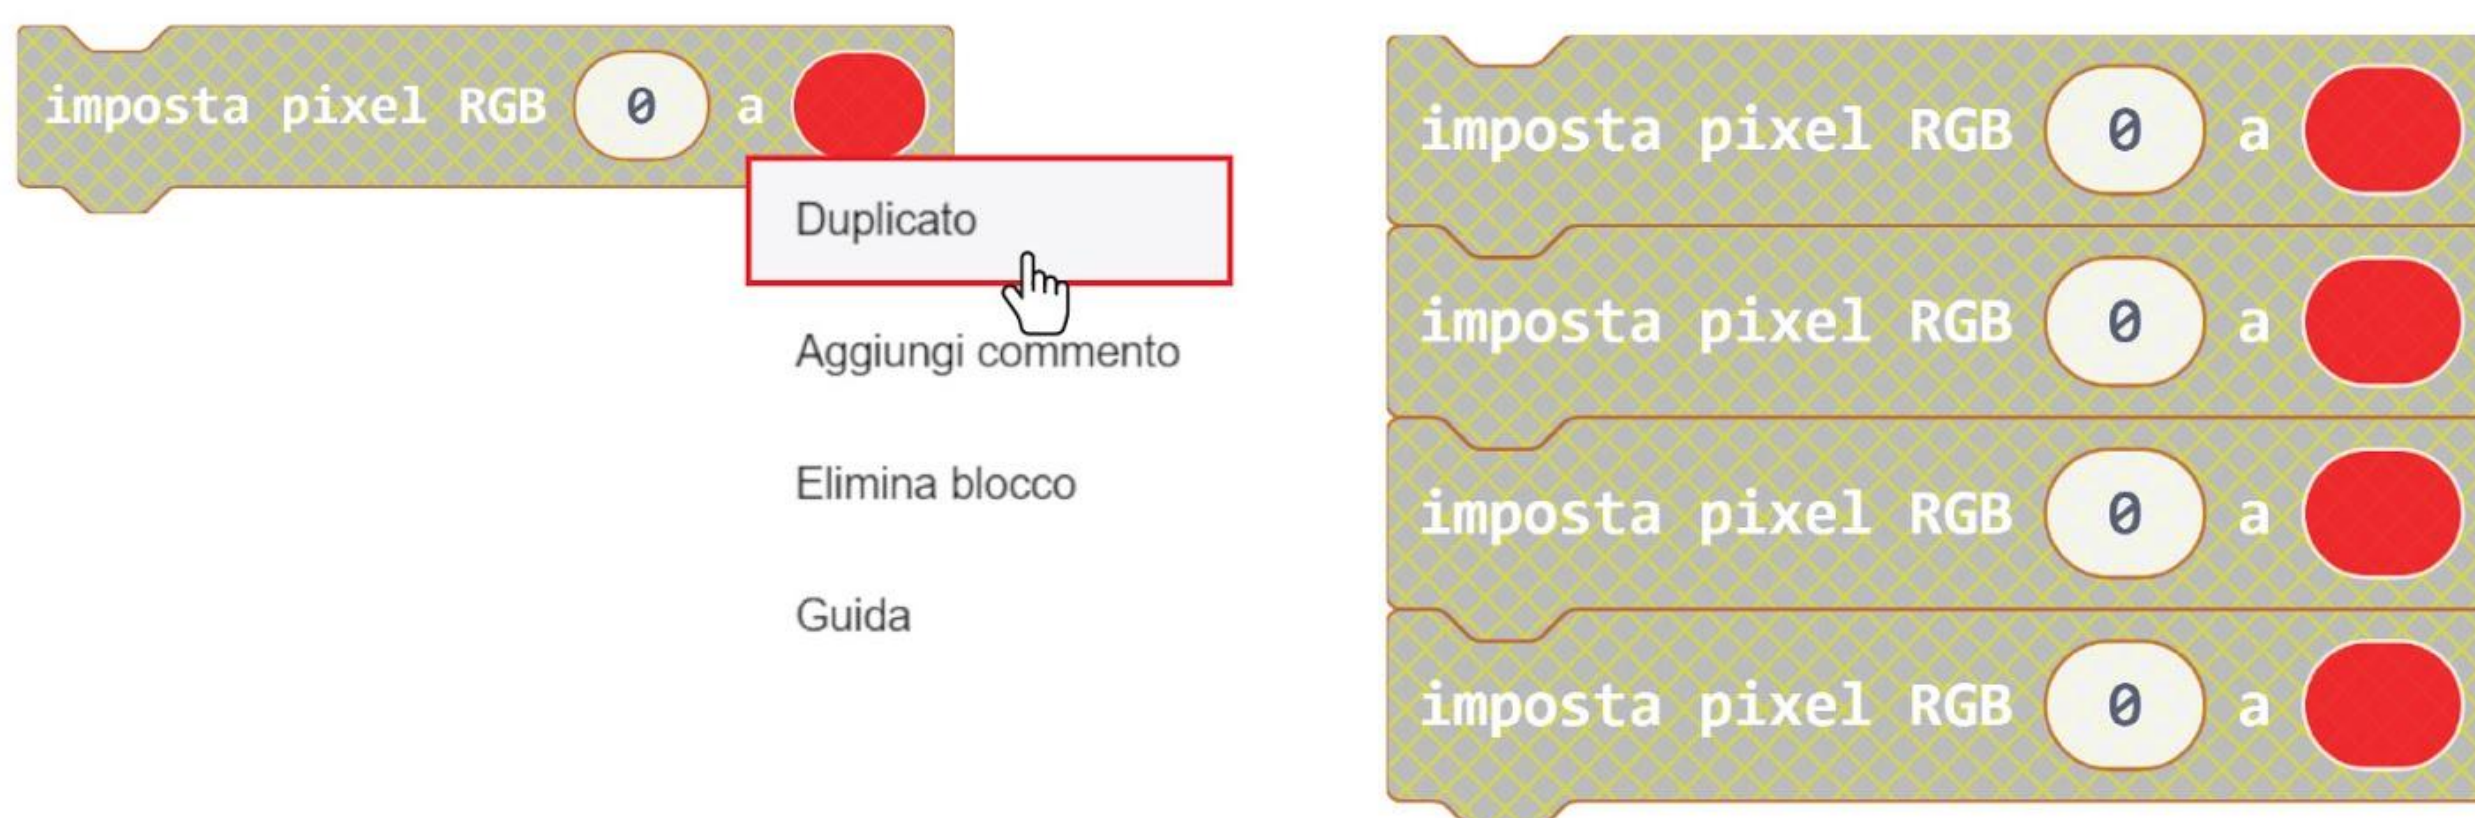 imposta pixel RGB 0 a
Duplicato
Aggiungi commento
Elimina blocco
Guida
imposta pixel RGB 0 a
imposta pixel RGB 0 a
imposta pixel RGB 0 a
imposta pixel RGB 0 a